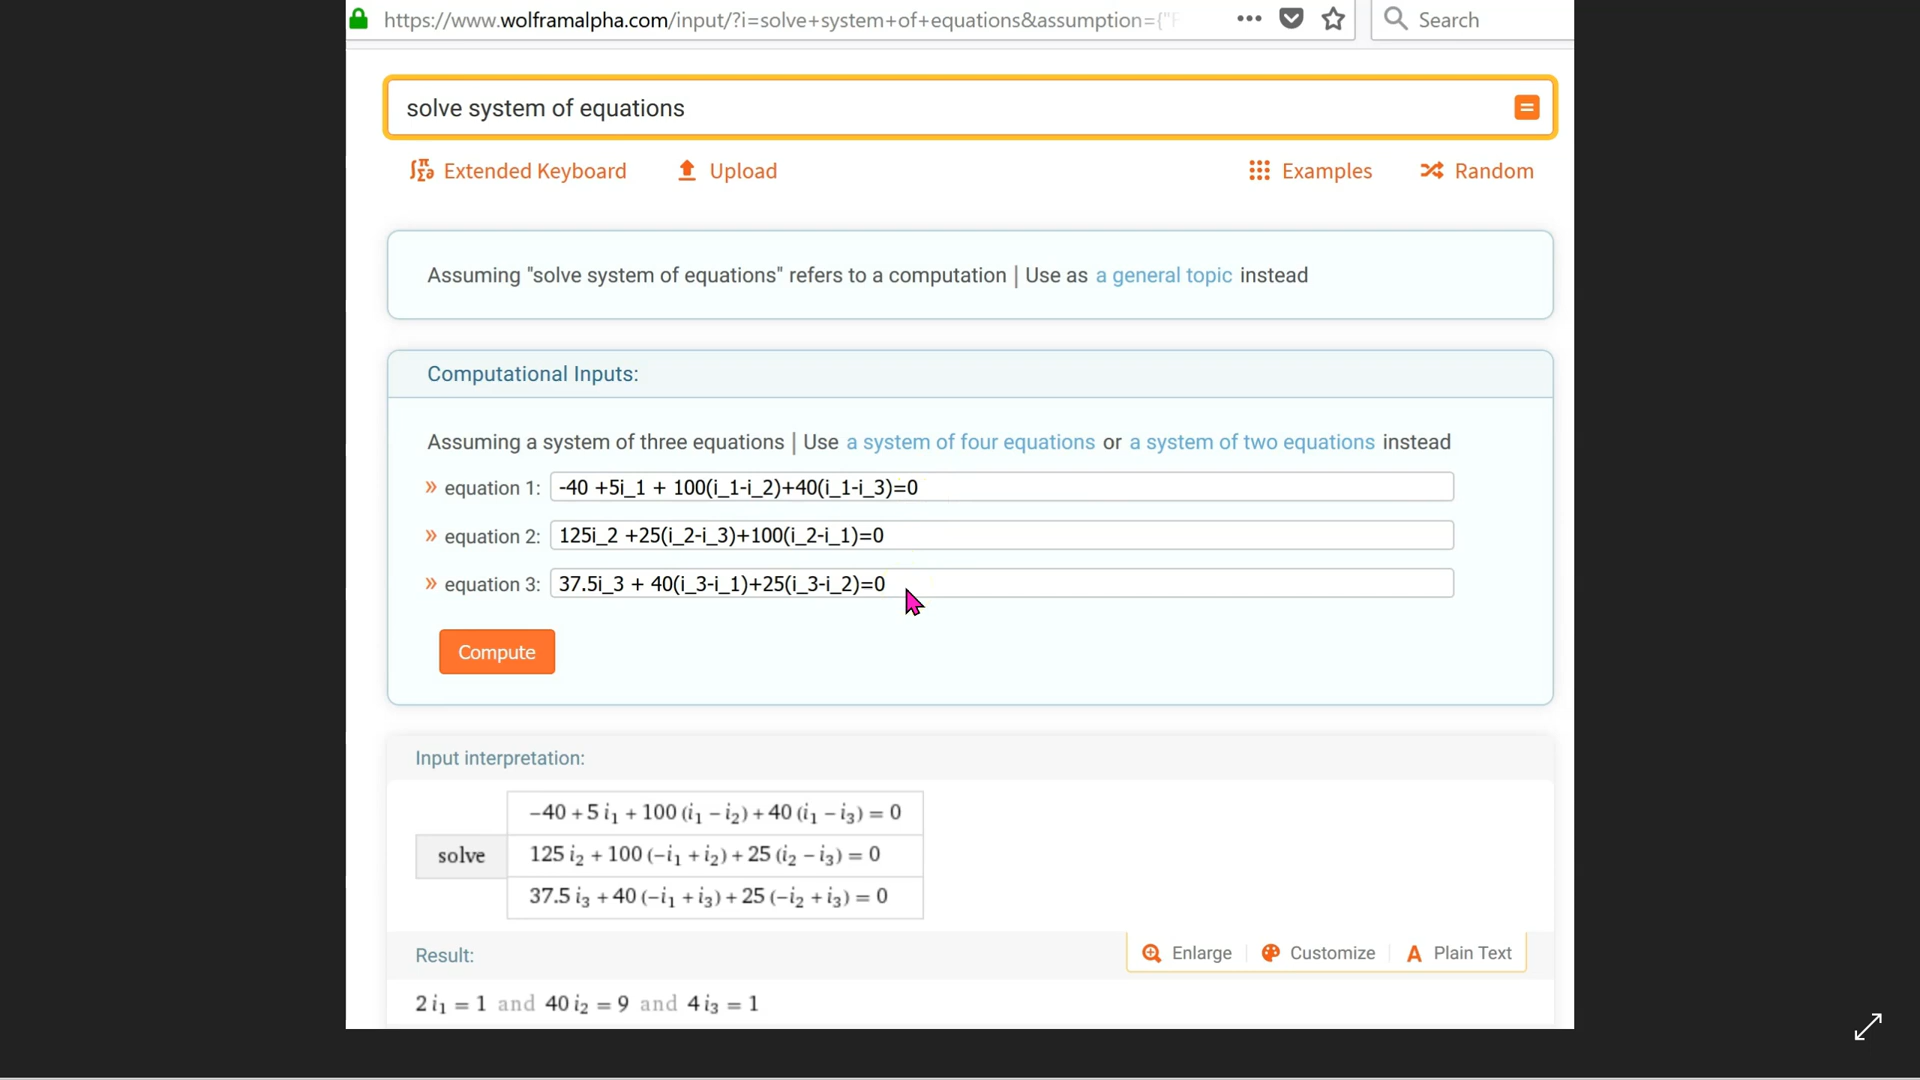 https://www.wolframalpha.com/input/?i=solve+system+of+equations&assumption={"F
Search
solve system of equations
Extended Keyboard Upload Examples Random
Assuming "solve system of equations" refers to a computation | Use as a general topic instead
Computational Inputs:
Assuming a system of three equations | Use a system of four equations or a system of two equations instead
» equation 1: -40 +5i_1 + 100(i_1-i_2)+40(i_1-i_3)=0
» equation 2: 125i_2 +25(i_2-i_3)+100(i_2-i_1)=0
» equation 3: 37.5i_3 + 40(i_3-i_1)+25(i_3-i_2)=0
Compute
Input interpretation:
solve
−40 + 5 i₁ + 100 (i₁ − i₂) + 40 (i₁ − i₃) = 0
125 i₂ + 100 (−i₁ + i₂) + 25 (i₂ − i₃) = 0
37.5 i₃ + 40 (−i₁ + i₃) + 25 (−i₂ + i₃) = 0
Result:
Enlarge Customize A Plain Text
2 i₁ = 1 and 40 i₂ = 9 and 4 i₃ = 1